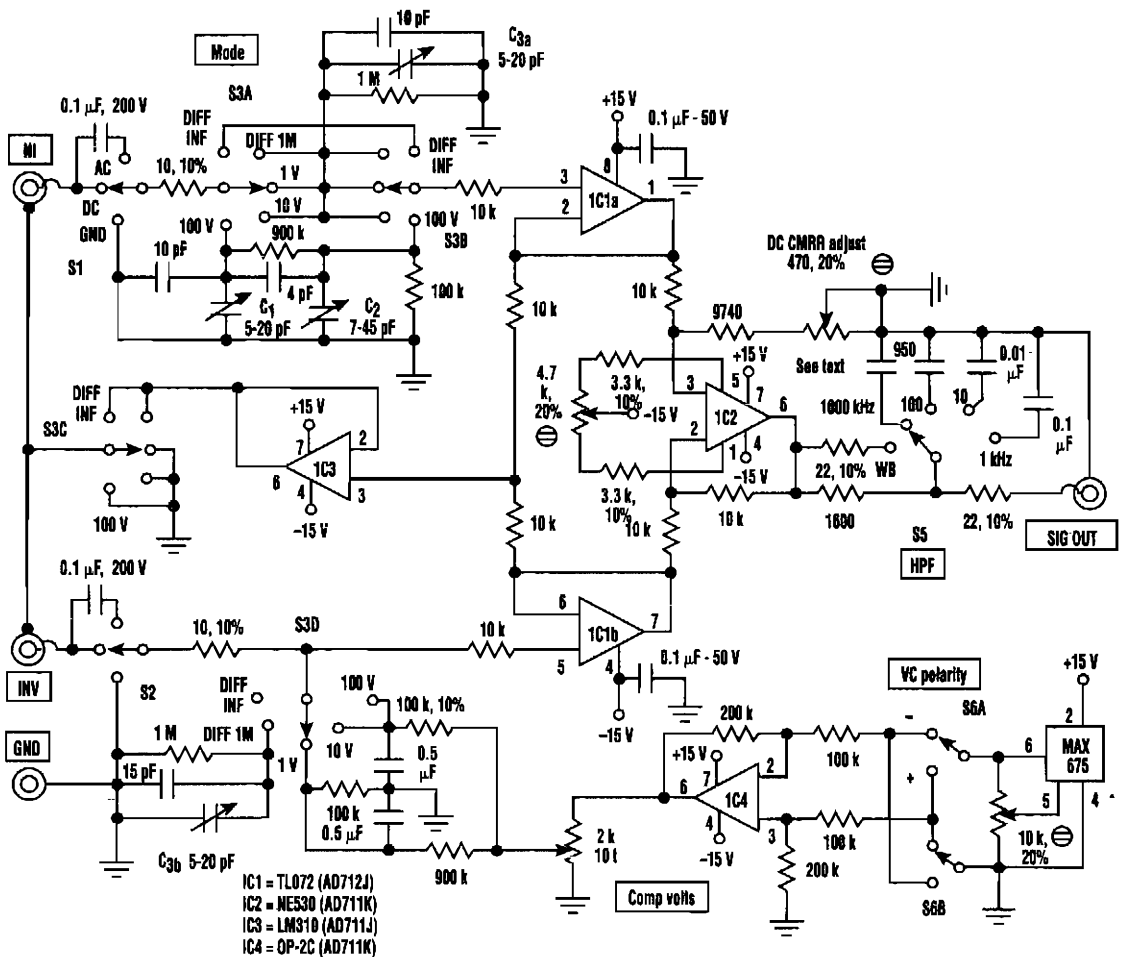 10 pF
C3a
5-20 pF
Mode
1 M
S3A
0.1 µF, 200 V
+15 V
0.1 µF - 50 V
DIFF
INF
DIFF 1M
DIFF
INF
NI
AC
10, 10%
1 V
8
3
1C1a
1
10 k
2
DC
GND
10 V
100 V
100 V
S3B
900 k
DC CMRR adjust
470, 20%
10 pF
S1
4 pF
100 k
10 k
10 k
C1
5-20 pF
C2
7-45 pF
9740
+15 V
See text
950
0.01
µF
4.7
k,
20%
3.3 k,
10%
3
5
7
1600 kHz
100
10
DIFF
INF
-15 V
1C2
6
0.1
µF
S3C
+15 V
7
2
1C3
2
1
4
-15 V
22, 10%
WB
1 kHz
6
4
3
-15 V
3.3 k,
10%
100 V
10 k
10 k
10 k
1600
22, 10%
S5
HPF
SIG OUT
0.1 µF, 200 V
6
1C1b
7
10, 10%
S3D
10 k
5
4
0.1 µF - 50 V
INV
S2
DIFF
INF
100 V
100 k, 10%
-15 V
VC polarity
+15 V
S6A
GND
1 M
DIFF 1M
10 V
200 k
-
2
15 pF
1 V
0.5
µF
+15 V
7
2
100 k
6
MAX
675
6
1C4
+
5
4
100 k
0.5 µF
4
3
100 k
10 k,
20%
2 k
10 t
-15 V
C3b 5-20 pF
900 k
200 k
S6B
Comp volts
IC1 = TL072 (AD712J)
IC2 = NE530 (AD711K)
IC3 = LM310 (AD711J)
IC4 = OP-2C (AD711K)